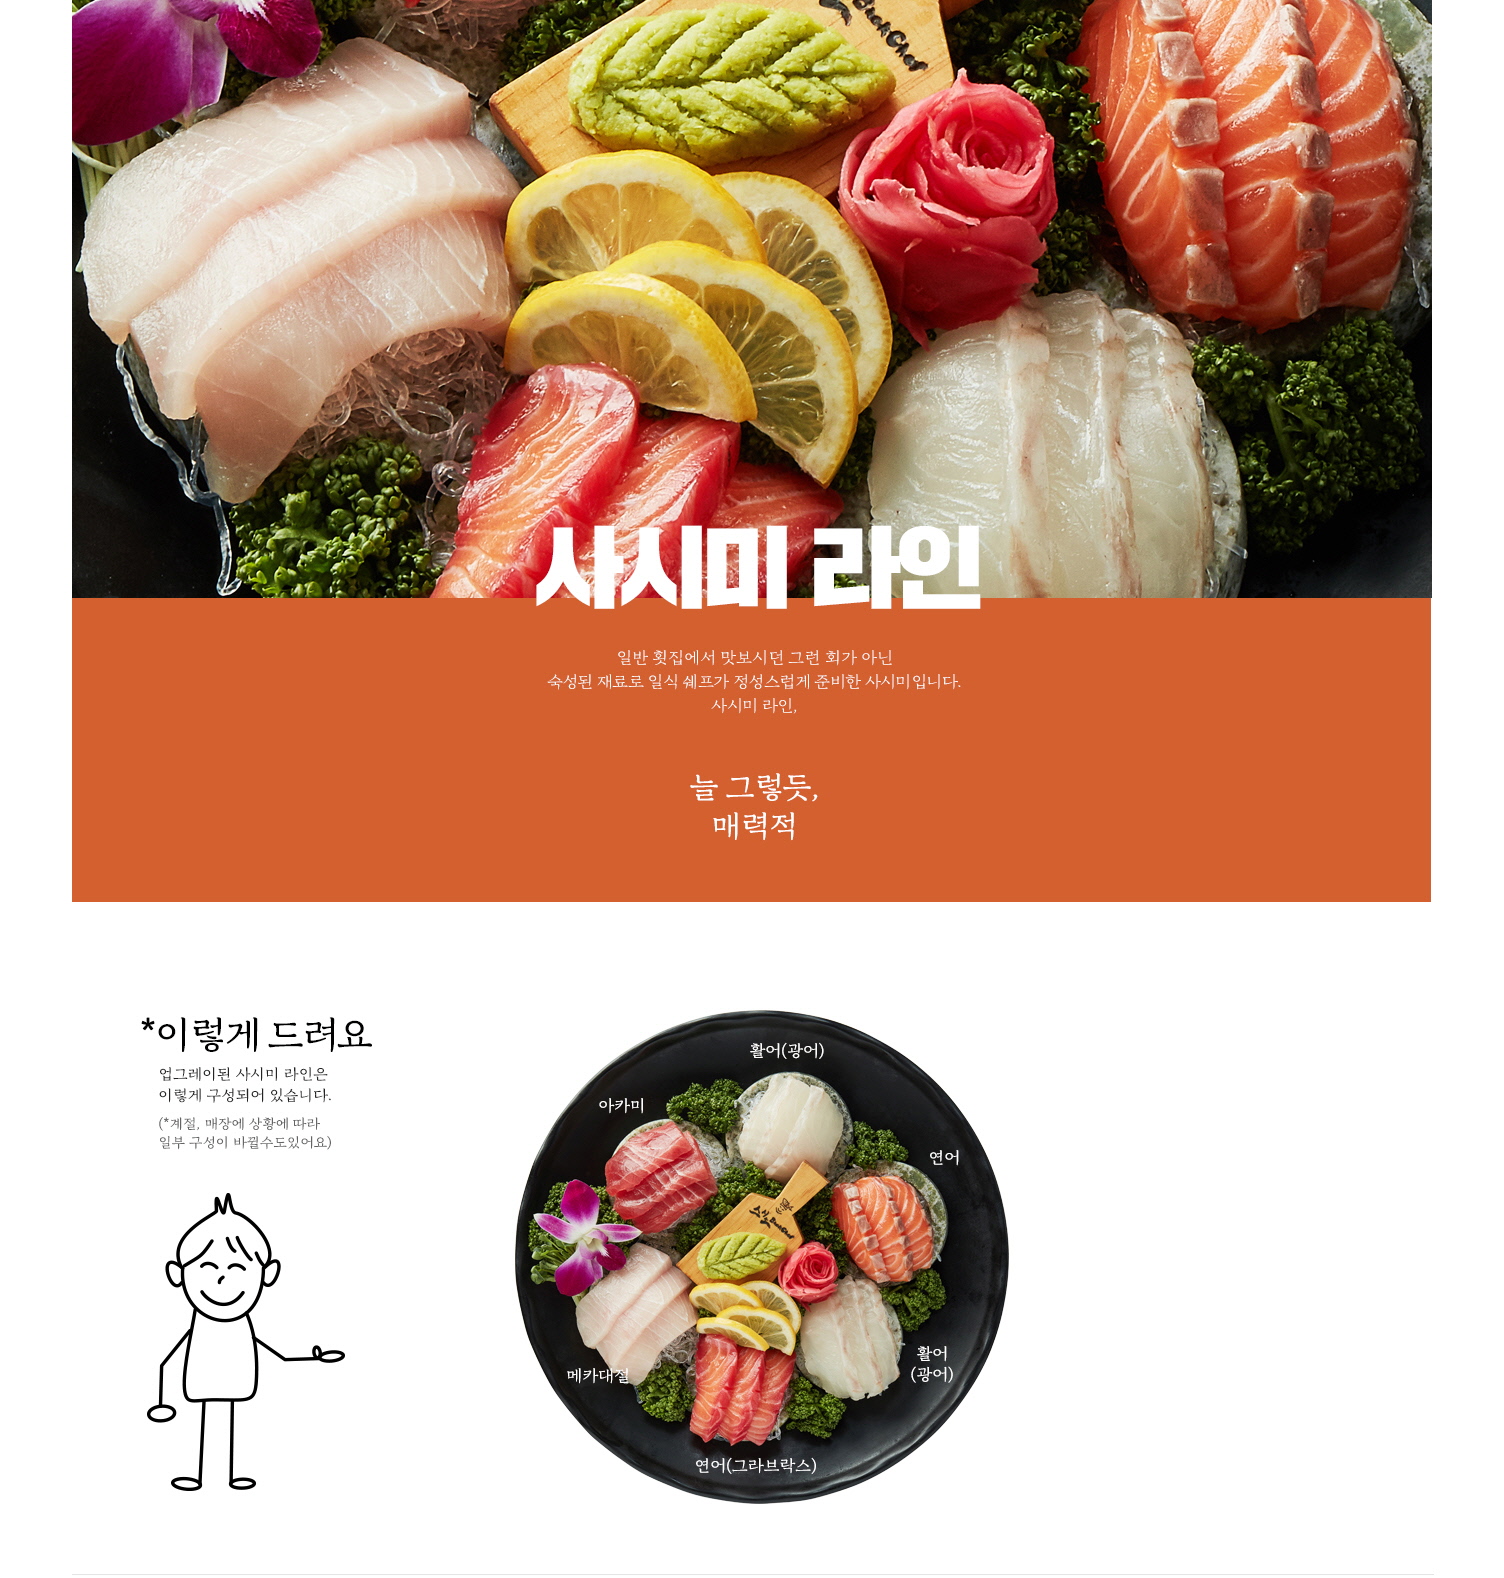 BoohChef
사시미 라인
일반 횟집에서 맛보시던 그런 회가 아닌
숙성된 재료로 일식 쉐프가 정성스럽게 준비한 사시미입니다.
사시미 라인,
늘 그렇듯,
매력적
*이렇게 드려요
업그레이된 사시미 라인은
이렇게 구성되어 있습니다.
(*계절, 매장에 상황에 따라
일부 구성이 바뀔수도있어요)
활어(광어)
아카미
연어
메카대절
활어
(광어)
연어(그라브락스)